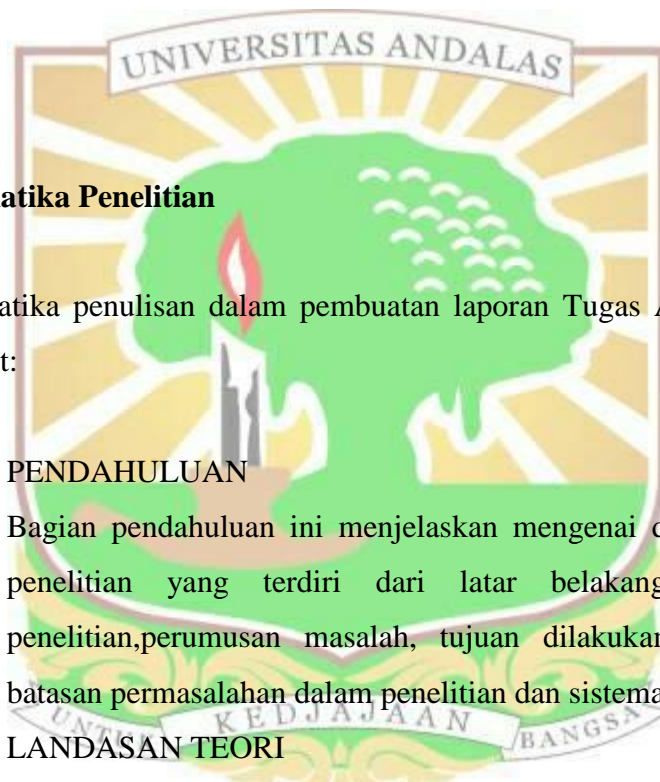 UNIVERSITAS ANDALAS
atika Penelitian
atika penulisan dalam pembuatan laporan Tugas A
t:
PENDAHULUAN
Bagian pendahuluan ini menjelaskan mengenai d
penelitian yang terdiri dari latar belakang
penelitian,perumusan masalah, tujuan dilakukan
batasan permasalahan dalam penelitian dan sistema
UNTUK KEDJAJAAN BANGSA
LANDASAN TEORI